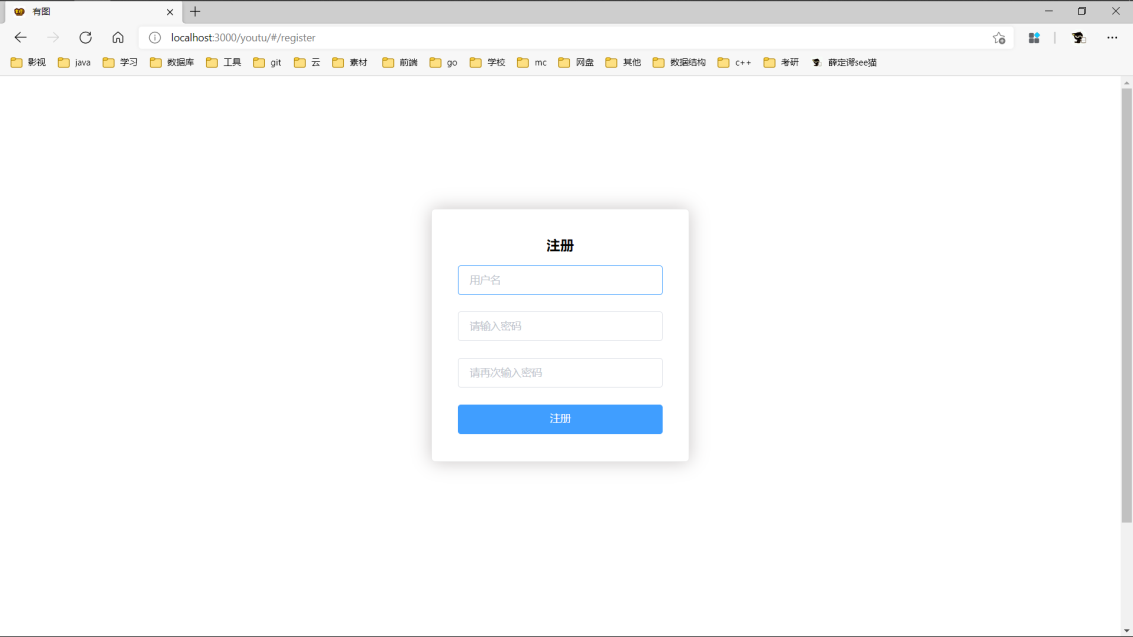 有图
localhost:3000/youtu/#/register
影视 java 学习 数据库 工具 git 云 素材 前端 go 学校 mc 网盘 其他 数据结构 c++ 考研 薛定谔see猫
注册
用户名
请输入密码
请再次输入密码
注册